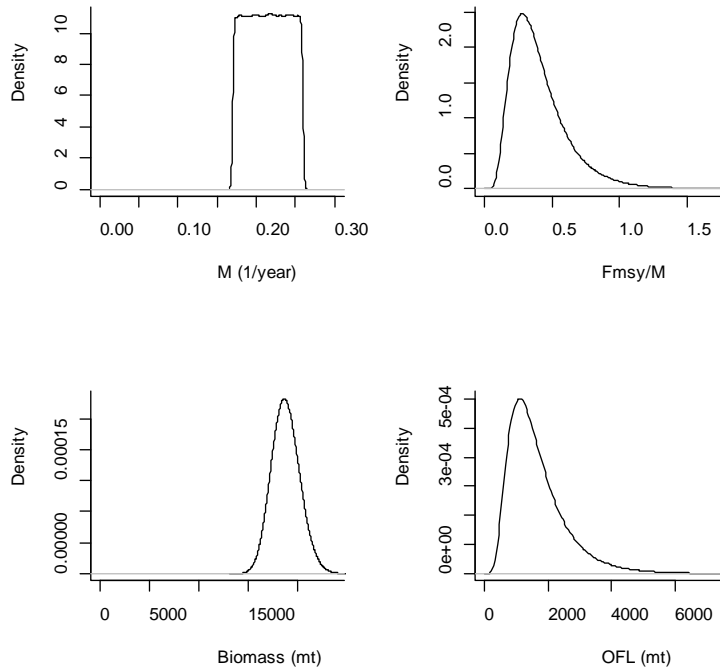 Density
0 2 4 6 8 10
0.00 0.10 0.20 0.30
M (1/year)
Density
0.0 1.0 2.0
0.0 0.5 1.0 1.5
Fmsy/M
Density
0.00000 0.00015
0 5000 15000
Biomass (mt)
Density
0e+00 3e-04 5e-04
0 2000 4000 6000
OFL (mt)